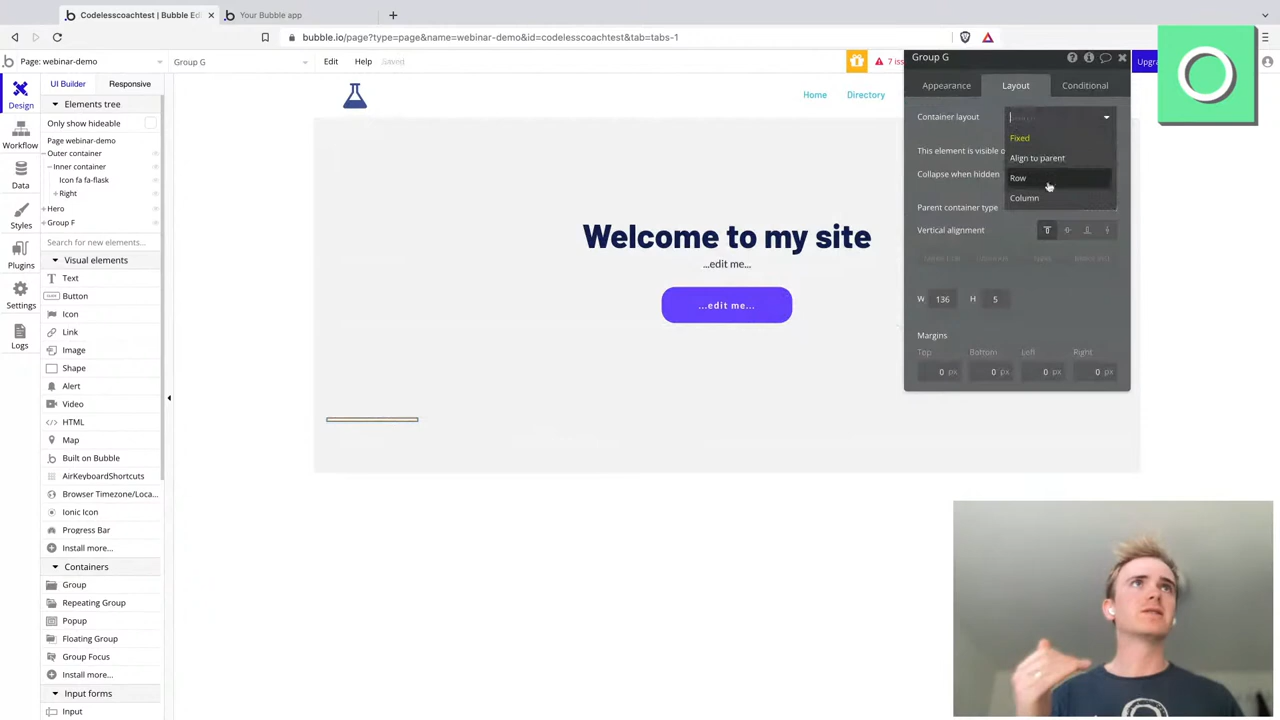 Codelesscoachtest | Bubble Ed
Your Bubble app
bubble.io/page?type=page&name=webinar-demo&id=codelesscoachtest&tab=tabs-1
Page: webinar-demo
Group G
Edit
Help
Saved
7 iss
Upgra
Design
Workflow
Data
Styles
Plugins
Settings
Logs
UI Builder
Responsive
Elements tree
Only show hideable
Page webinar-demo
Outer container
Inner container
Icon fa fa-flask
Right
Hero
Group F
Search for new elements...
Visual elements
Text
Button
Icon
Link
Image
Shape
Alert
Video
HTML
Map
Built on Bubble
AirKeyboardShortcuts
Browser Timezone/Loca...
Ionic Icon
Progress Bar
Install more...
Containers
Group
Repeating Group
Popup
Floating Group
Group Focus
Install more...
Input forms
Input
Home
Directory
Welcome to my site
...edit me...
...edit me...
Group G
Appearance
Layout
Conditional
Container layout
Fixed
Align to parent
Row
Column
This element is visible o
Collapse when hidden
Parent container type
Vertical alignment
W 136 H 5
Margins
Top Bottom Left Right
0 px 0 px 0 px 0 px